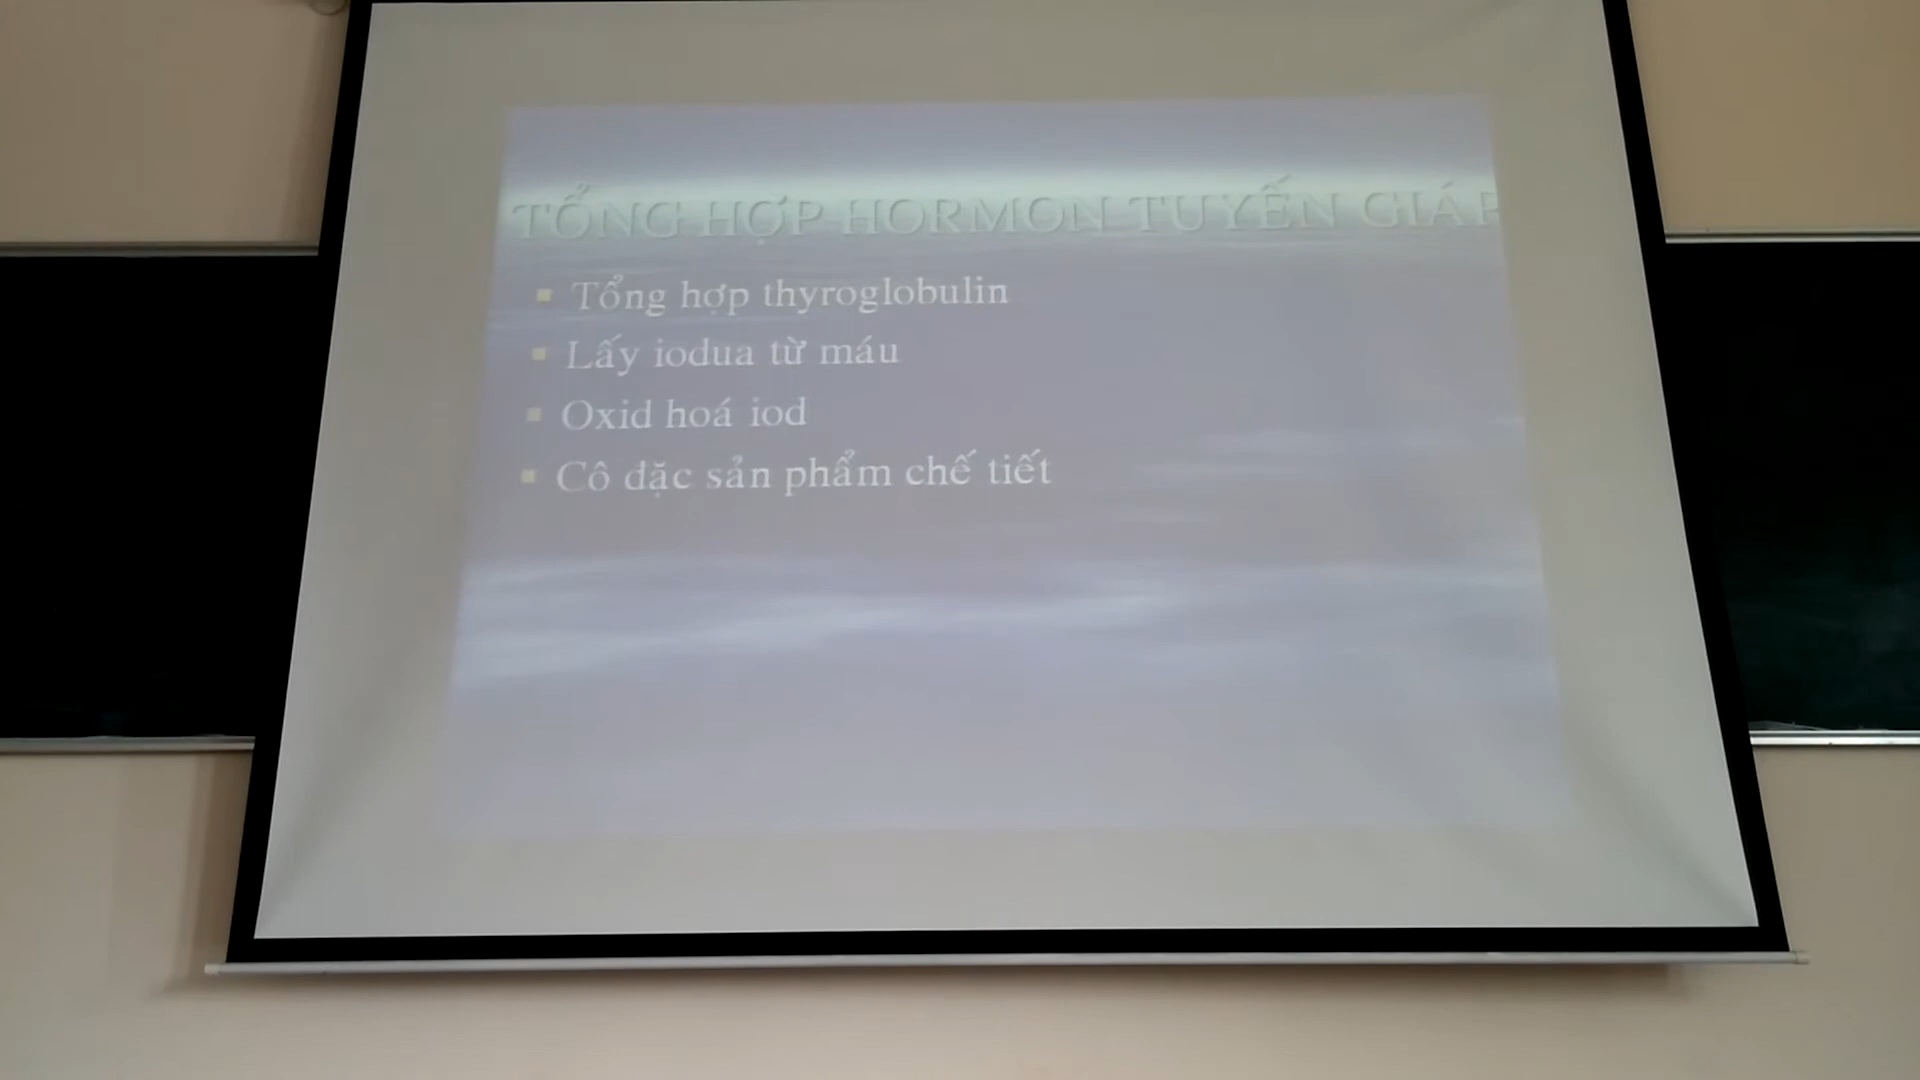 TỔNG HỢP HORMON TUYẾN GIÁP
Tổng hợp thyroglobulin
Lấy iodua từ máu
Oxid hoá iod
Cô đặc sản phẩm chế tiết